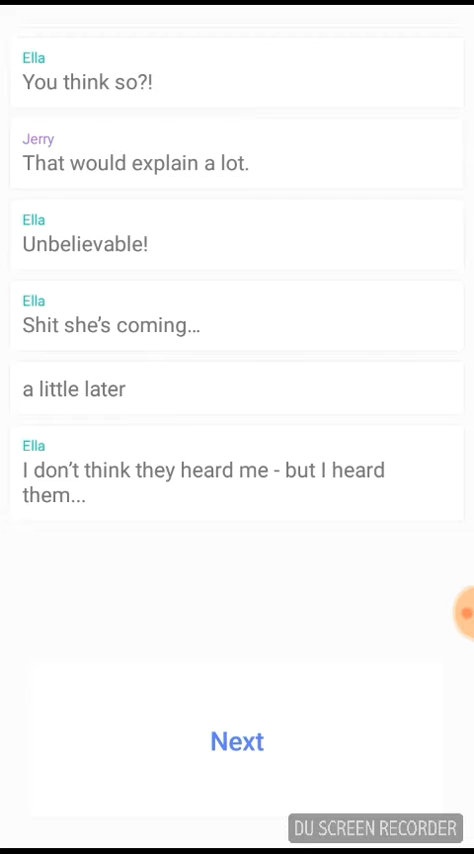 Ella
You think so?!
Jerry
That would explain a lot.
Ella
Unbelievable!
Ella
Shit she's coming...
a little later
Ella
I don't think they heard me - but I heard
them...
Next
DU SCREEN RECORDER